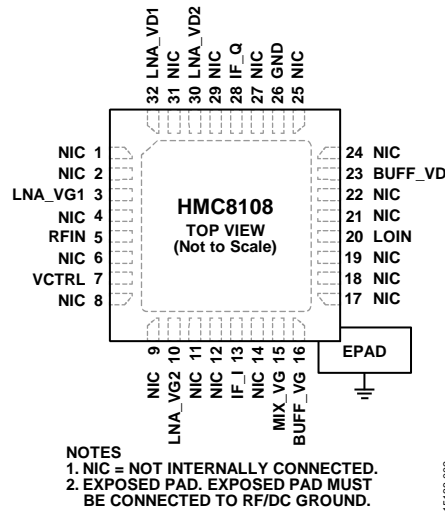 32 LNA_VD1
31 NIC
30 LNA_VD2
29 NIC
28 IF_Q
27 NIC
26 GND
25 NIC
NIC 1
NIC 2
LNA_VG1 3
NIC 4
RFIN 5
NIC 6
VCTRL 7
NIC 8
HMC8108
TOP VIEW
(Not to Scale)
24 NIC
23 BUFF_VD
22 NIC
21 NIC
20 LOIN
19 NIC
18 NIC
17 NIC
NIC 9
LNA_VG2 10
NIC 11
NIC 12
IF_I 13
NIC 14
MIX_VG 15
BUFF_VG 16
EPAD
NOTES
1. NIC = NOT INTERNALLY CONNECTED.
2. EXPOSED PAD. EXPOSED PAD MUST
BE CONNECTED TO RF/DC GROUND.